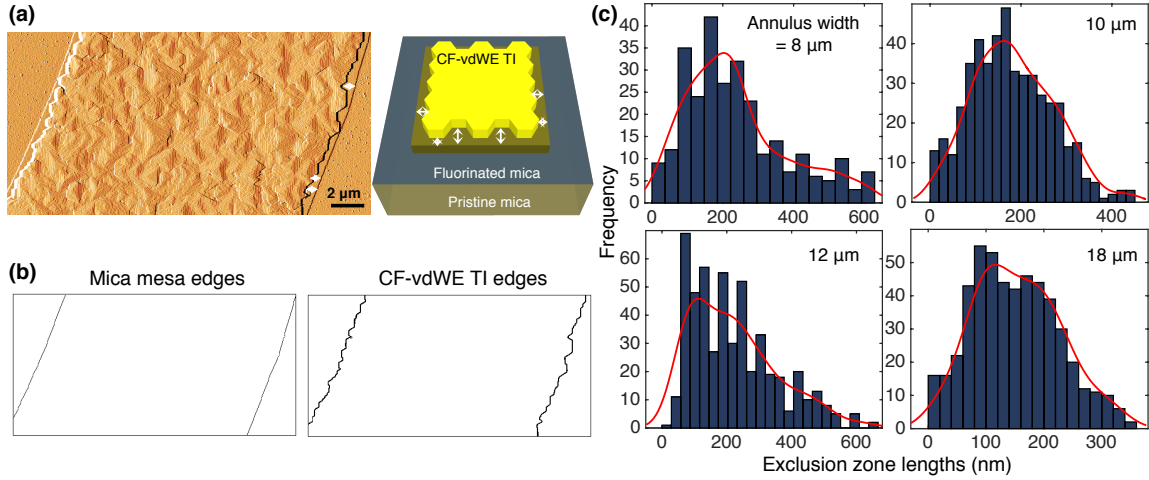 (a)
2 µm
CF-vdWE TI
Fluorinated mica
Pristine mica
(b)
Mica mesa edges
CF-vdWE TI edges
(c)
Frequency
Annulus width
= 8 µm
40
35
30
25
20
15
10
5
0
0 200 400 600
10 µm
40
30
20
10
0
0 200 400
12 µm
60
50
40
30
20
10
0
0 200 400 600
18 µm
50
40
30
20
10
0
0 100 200 300
Exclusion zone lengths (nm)